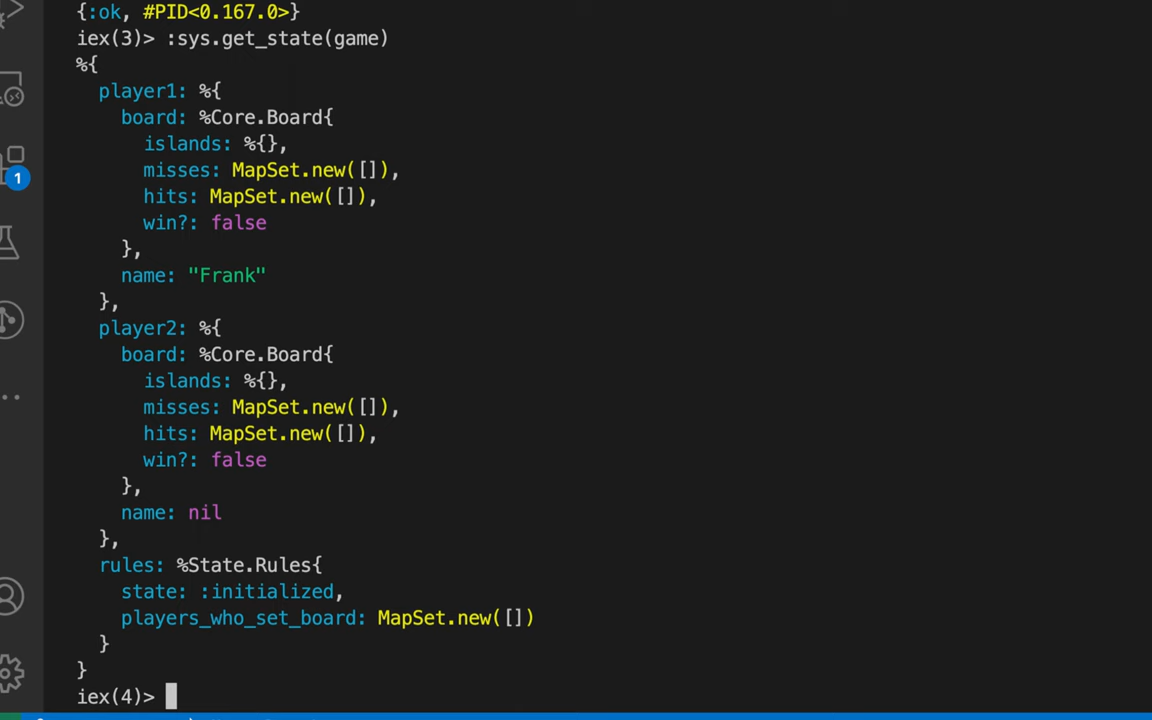 {:ok, #PID<0.167.0>}
iex(3)> :sys.get_state(game)
%{
  player1: %{
    board: %Core.Board{
      islands: %{},
      misses: MapSet.new([]),
      hits: MapSet.new([]),
      win?: false
    },
    name: "Frank"
  },
  player2: %{
    board: %Core.Board{
      islands: %{},
      misses: MapSet.new([]),
      hits: MapSet.new([]),
      win?: false
    },
    name: nil
  },
  rules: %State.Rules{
    state: :initialized,
    players_who_set_board: MapSet.new([])
  }
}
iex(4)>
1